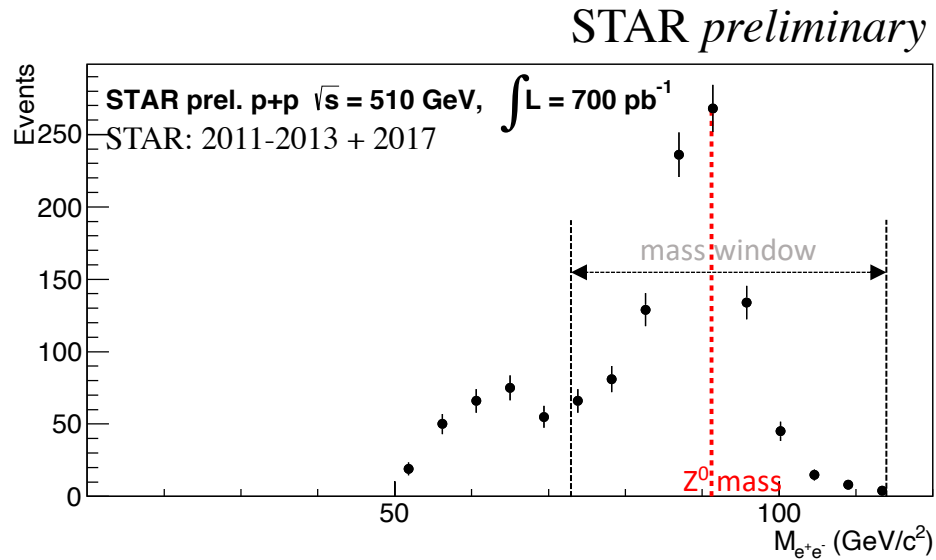 STAR preliminary
STAR prel. p+p √s = 510 GeV, ∫L = 700 pb⁻¹
STAR: 2011-2013 + 2017
Events
250
200
150
100
50
0
mass window
Z⁰ mass
50
100
M_{e⁺e⁻} (GeV/c²)